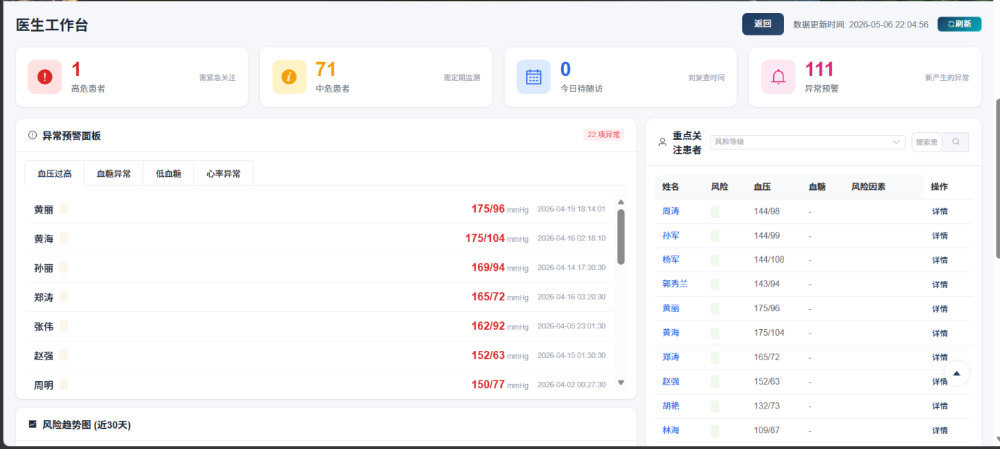 医生工作台
返回
数据更新时间: 2026-05-06 22:04:56
刷新
1
高危患者
需紧急关注
71
中危患者
需定期监测
0
今日待随访
到复查时间
111
异常预警
新产生的异常
异常预警面板
22 项异常
血压过高 血糖异常 低血糖 心率异常
黄丽 175/96 mmHg 2026-04-19 18:14:01
黄海 175/104 mmHg 2026-04-16 02:18:10
孙丽 169/94 mmHg 2026-04-14 17:30:30
郑涛 165/72 mmHg 2026-04-16 03:20:30
张伟 162/92 mmHg 2026-04-05 23:01:30
赵强 152/63 mmHg 2026-04-15 01:30:30
周明 150/77 mmHg 2026-04-02 00:27:30
风险趋势图 (近30天)
重点关
注患者
风险等级
搜索患
姓名 风险 血压 血糖 风险因素 操作
周涛 144/98 - 详情
孙军 144/99 - 详情
杨军 144/108 - 详情
郭秀兰 143/94 - 详情
黄丽 175/96 - 详情
黄海 175/104 - 详情
郑涛 165/72 - 详情
赵强 152/63 - 详情
胡艳 132/73 - 详情
林海 109/87 - 详情